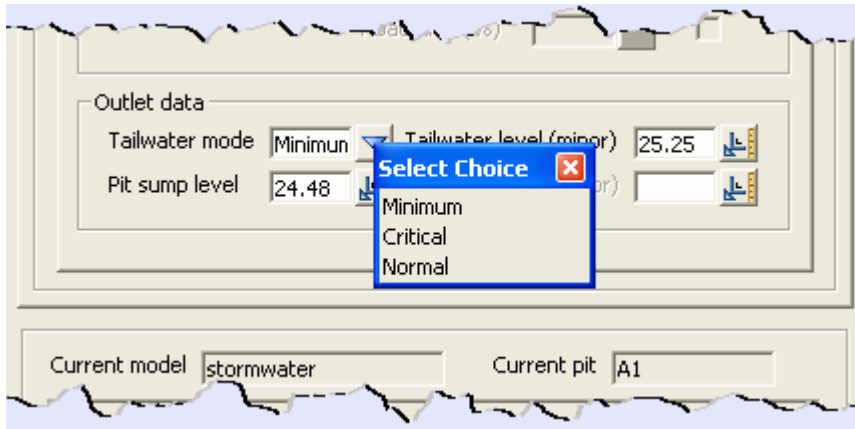 Outlet data
Tailwater mode Minimun Tailwater level (minor) 25.25
Pit sump level 24.48 or)
Select Choice
Minimum
Critical
Normal
Current model stormwater Current pit A1